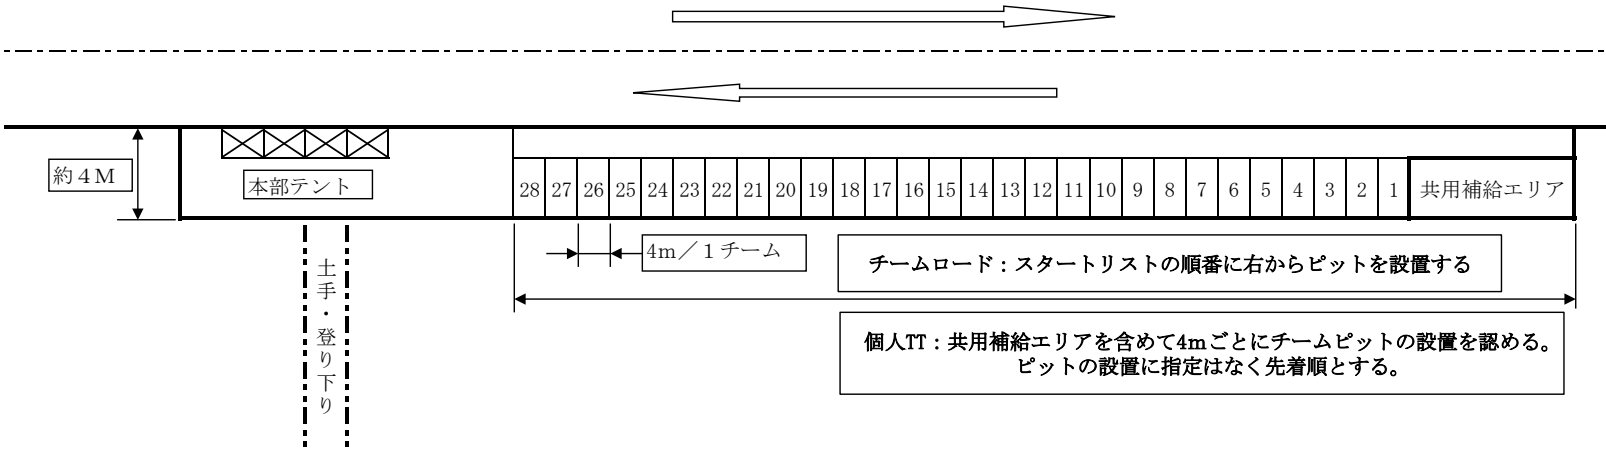 約４Ｍ
本部テント
28 27 26 25 24 23 22 21 20 19 18 17 16 15 14 13 12 11 10 9 8 7 6 5 4 3 2 1 共用補給エリア
4m／１チーム
チームロード：スタートリストの順番に右からピットを設置する
土手・登り下り
個人TT：共用補給エリアを含めて4mごとにチームピットの設置を認める。
ピットの設置に指定はなく先着順とする。